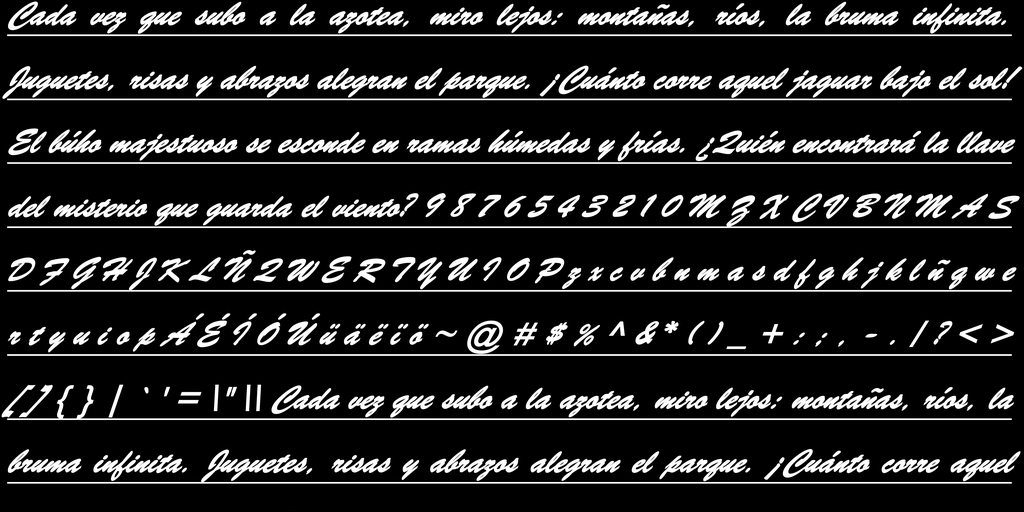 Cada vez que subo a la azotea, miro lejos: montañas, ríos, la bruma infinita.
Juguetes, risas y abrazos alegran el parque. ¡Cuánto corre aquel jaguar bajo el sol!
El búho majestuoso se esconde en ramas húmedas y frías. ¿Quién encontrará la llave
del misterio que guarda el viento? 9 8 7 6 5 4 3 2 1 0 M Z X C V B N M A S
D F G H J K L Ñ Q W E R T Y U I O P z x c v b n m a s d f g h j k l ñ q w e
r t y u i o p Á É Í Ó Ú ü ä ë ï ö ~ @ # $ % ^ & * ( ) _ + : ; , - . / ? < >
[ ] { } | ` ' = \ " \\ Cada vez que subo a la azotea, miro lejos: montañas, ríos, la
bruma infinita. Juguetes, risas y abrazos alegran el parque. ¡Cuánto corre aquel